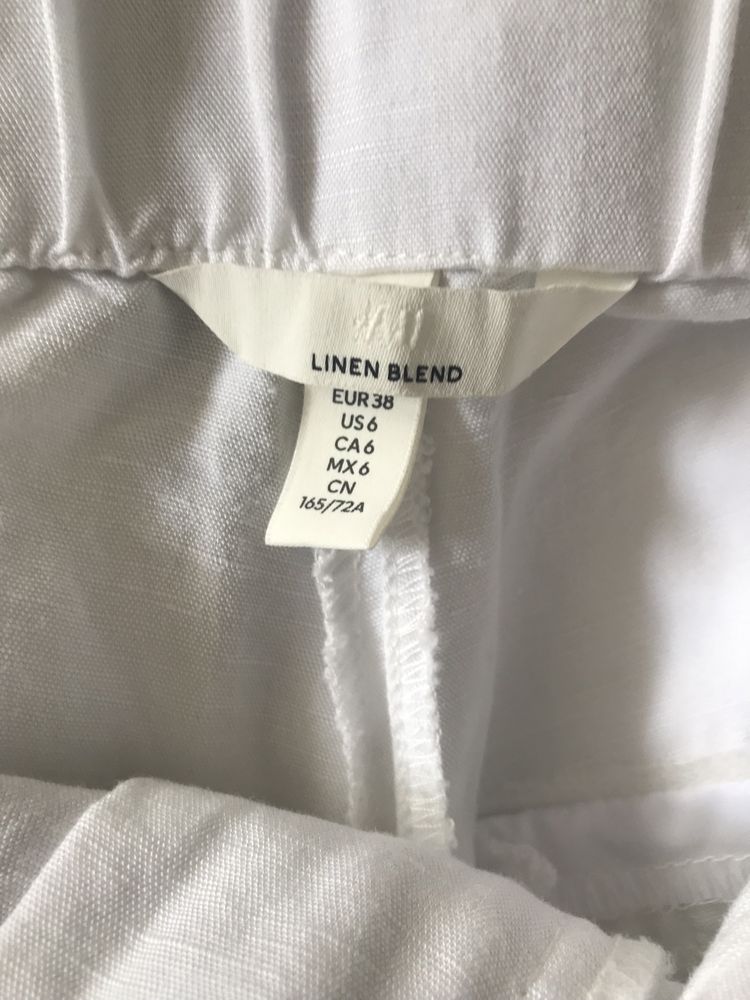 H&M
LINEN BLEND
EUR 38
US 6
CA 6
MX 6
CN
165/72A